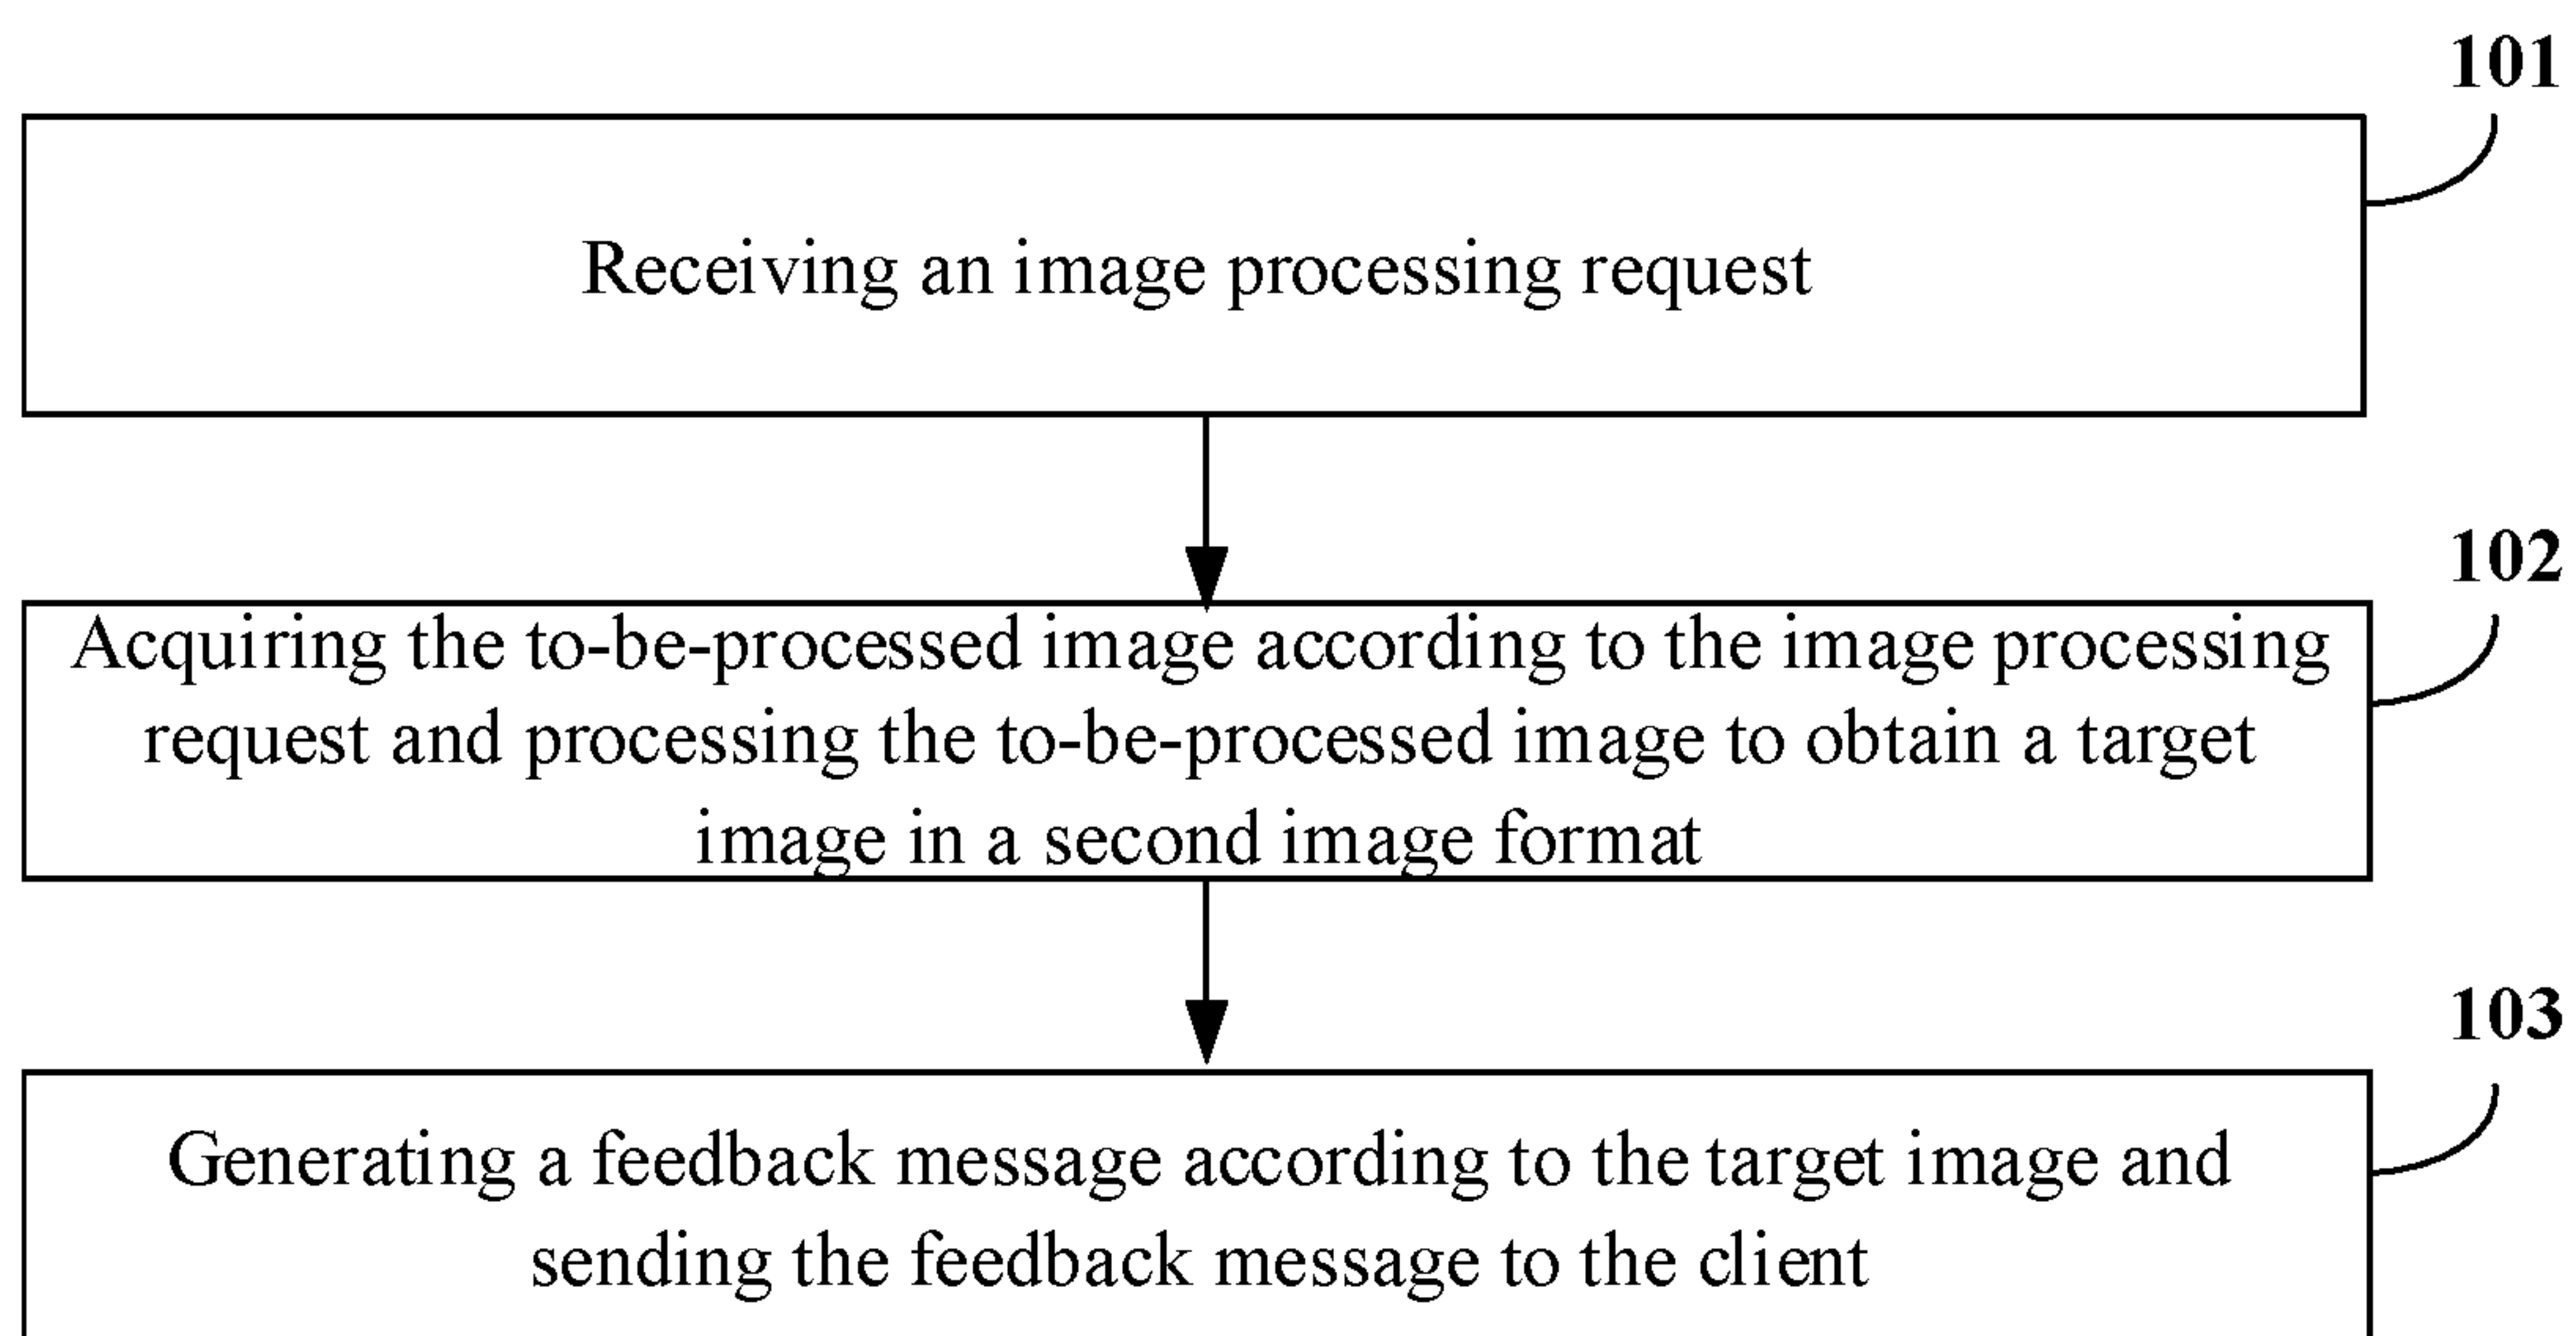 101
Receiving an image processing request
102
Acquiring the to-be-processed image according to the image processing
request and processing the to-be-processed image to obtain a target
image in a second image format
103
Generating a feedback message according to the target image and
sending the feedback message to the client